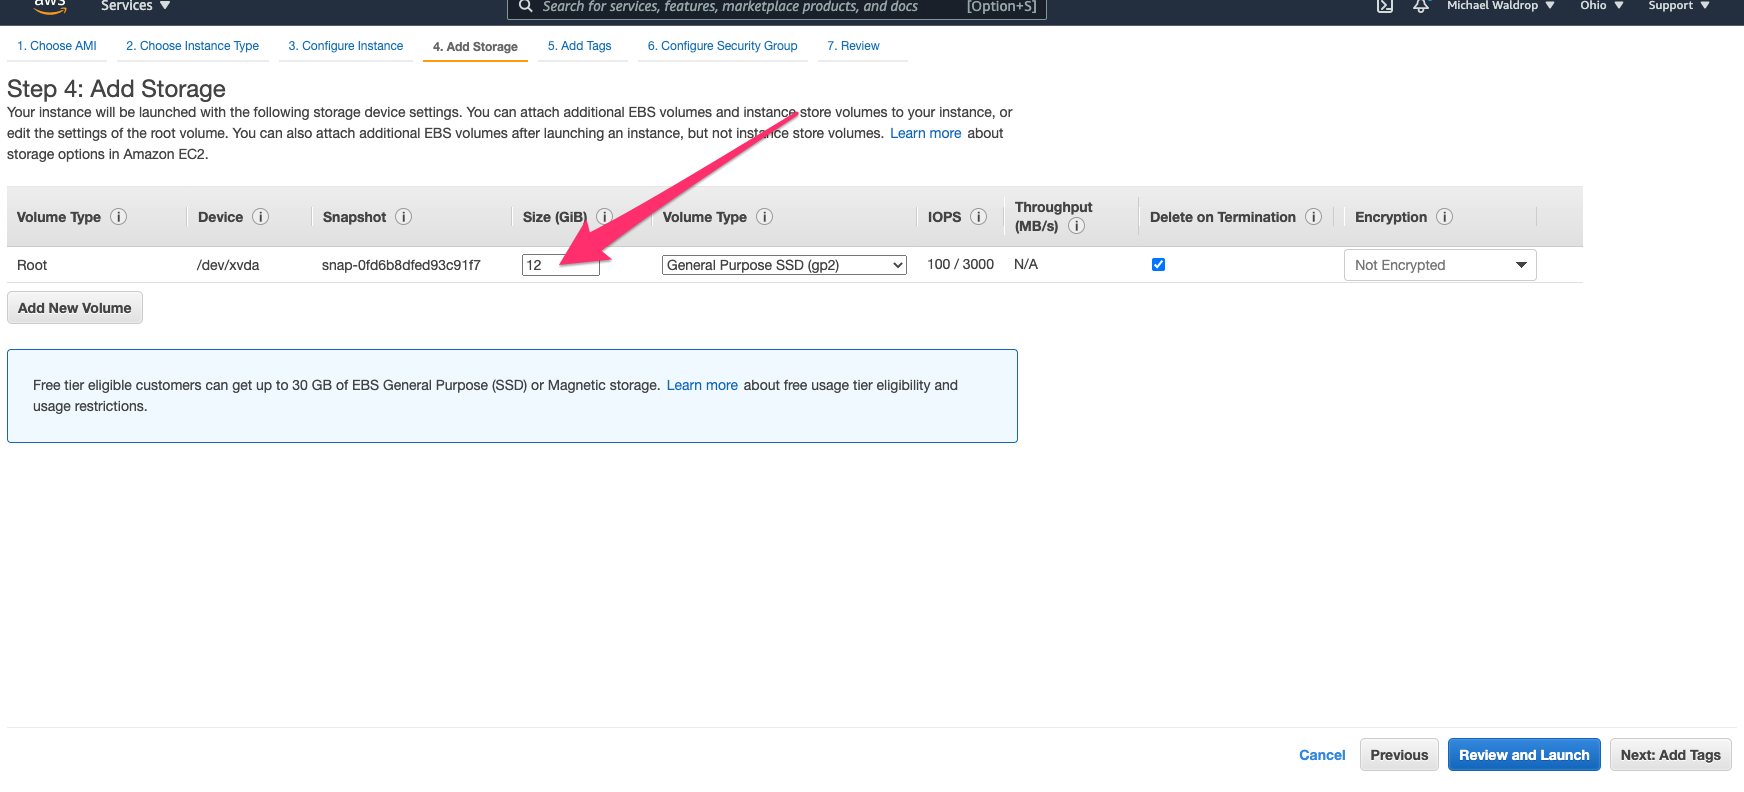 aws Services Search for services, features, marketplace products, and docs [Option+S] Michael Waldrop Ohio Support
1. Choose AMI 2. Choose Instance Type 3. Configure Instance 4. Add Storage 5. Add Tags 6. Configure Security Group 7. Review
Step 4: Add Storage
Your instance will be launched with the following storage device settings. You can attach additional EBS volumes and instance store volumes to your instance, or
edit the settings of the root volume. You can also attach additional EBS volumes after launching an instance, but not instance store volumes. Learn more about
storage options in Amazon EC2.
Volume Type i Device i Snapshot i Size (GiB) i Volume Type i IOPS i Throughput (MB/s) i Delete on Termination i Encryption i
Root /dev/xvda snap-0fd6b8dfed93c91f7 12 General Purpose SSD (gp2) 100 / 3000 N/A Not Encrypted
Add New Volume
Free tier eligible customers can get up to 30 GB of EBS General Purpose (SSD) or Magnetic storage. Learn more about free usage tier eligibility and
usage restrictions.
Cancel Previous Review and Launch Next: Add Tags